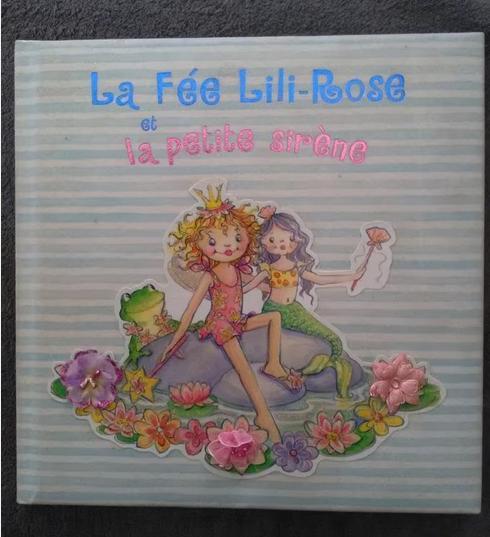 La Fée Lili-Rose
et
la petite sirène